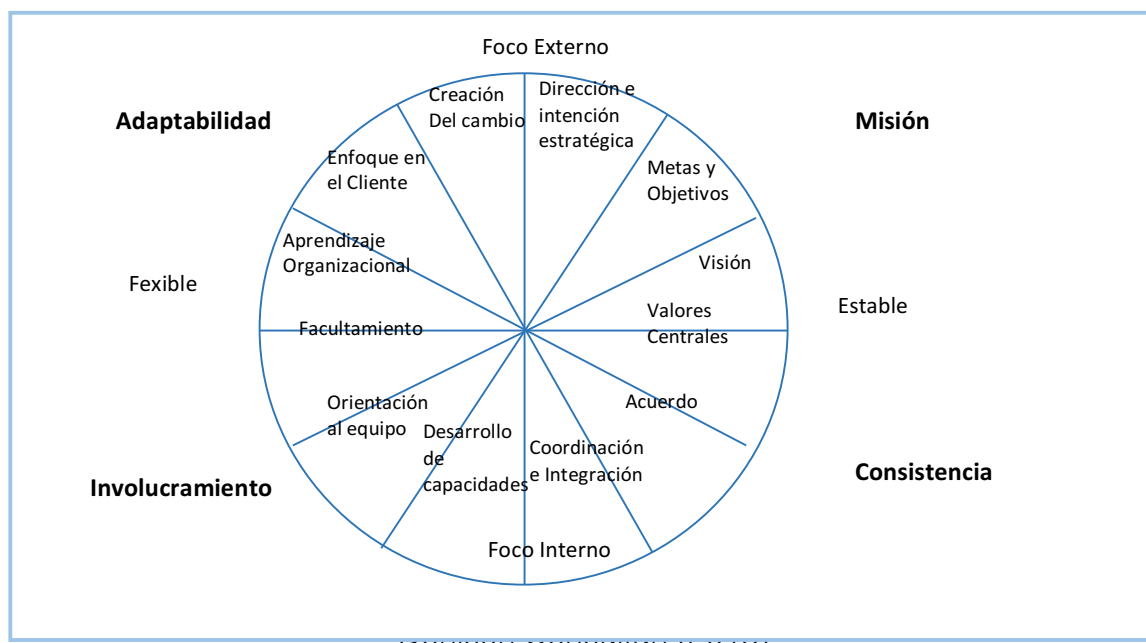 Foco Externo
Creación
Del cambio
Dirección e
intención
estratégica
Adaptabilidad
Misión
Enfoque en
el Cliente
Metas y
Objetivos
Aprendizaje
Organizacional
Visión
Fexible
Estable
Facultamiento
Valores
Centrales
Orientación
al equipo
Acuerdo
Desarrollo
de
capacidades
Coordinación
e Integración
Involucramiento
Consistencia
Foco Interno